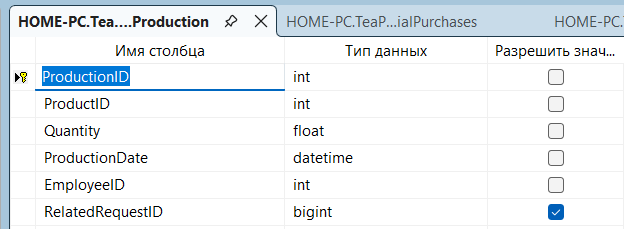 HOME-PC.Tea....Production HOME-PC.TeaP...ialPurchases HOME-PC.T
Имя столбца Тип данных Разрешить знач...
ProductionID int
ProductID int
Quantity float
ProductionDate datetime
EmployeeID int
RelatedRequestID bigint